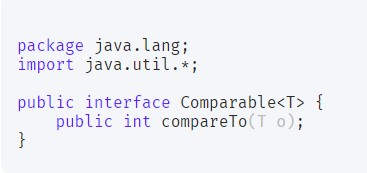 package java.lang;
import java.util.*;
public interface Comparable<T> {
    public int compareTo(T o);
}